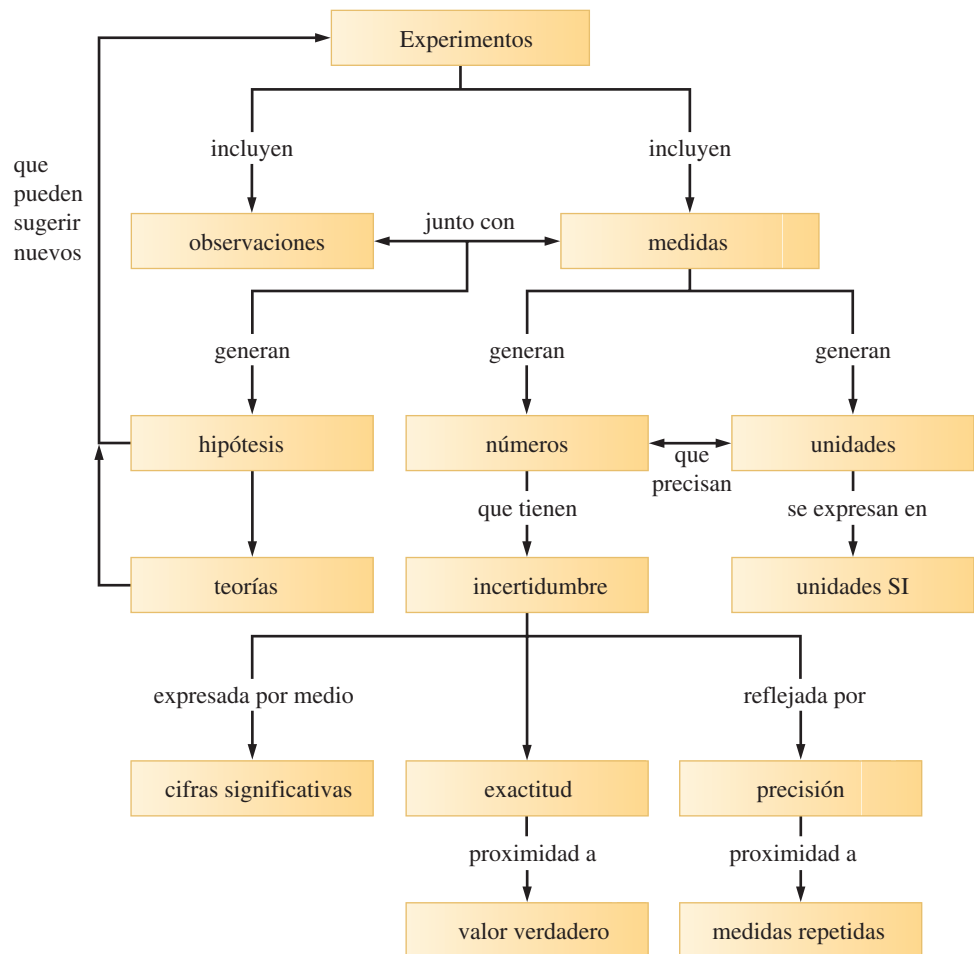 Experimentos
que
pueden
sugerir
nuevos
incluyen
incluyen
observaciones
junto con
medidas
generan
generan
generan
hipótesis
números
que
precisan
unidades
que tienen
se expresan en
teorías
incertidumbre
unidades SI
expresada por medio
reflejada por
cifras significativas
exactitud
precisión
proximidad a
proximidad a
valor verdadero
medidas repetidas